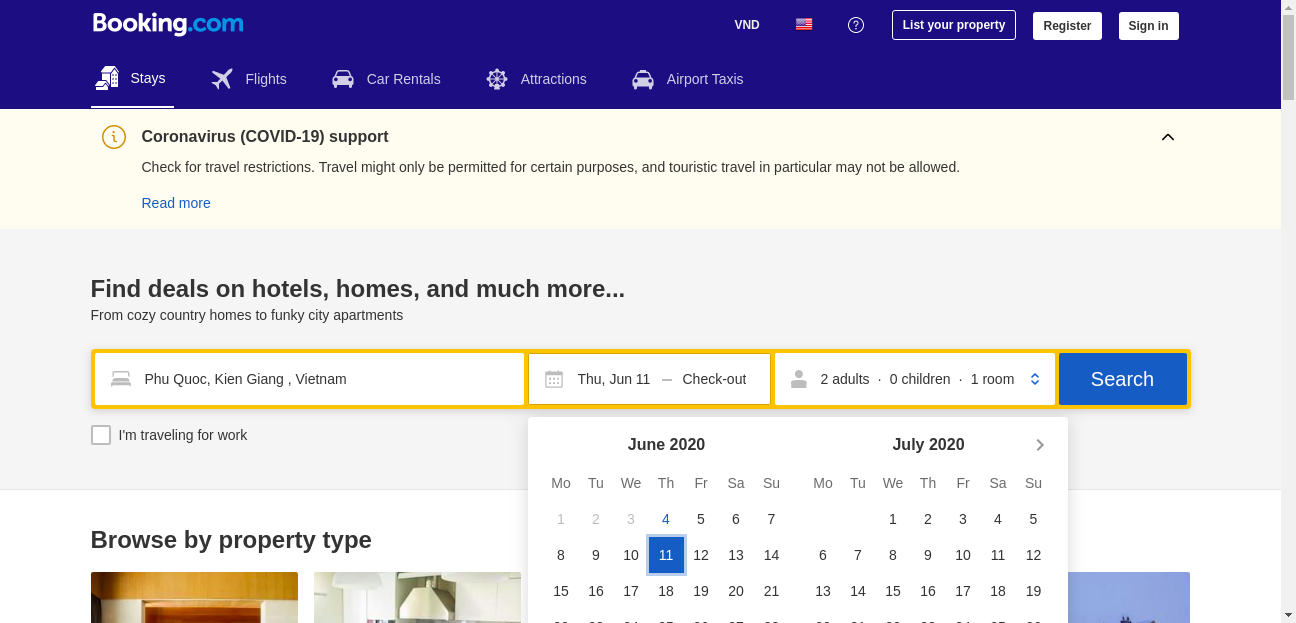 Booking.com
VND
List your property
Register
Sign in
Stays
Flights
Car Rentals
Attractions
Airport Taxis
Coronavirus (COVID-19) support
Check for travel restrictions. Travel might only be permitted for certain purposes, and touristic travel in particular may not be allowed.
Read more
Find deals on hotels, homes, and much more...
From cozy country homes to funky city apartments
Phu Quoc, Kien Giang , Vietnam
Thu, Jun 11 — Check-out
2 adults · 0 children · 1 room
Search
I'm traveling for work
June 2020
Mo Tu We Th Fr Sa Su
1 2 3 4 5 6 7
8 9 10 11 12 13 14
15 16 17 18 19 20 21
July 2020
Mo Tu We Th Fr Sa Su
1 2 3 4 5
6 7 8 9 10 11 12
13 14 15 16 17 18 19
Browse by property type